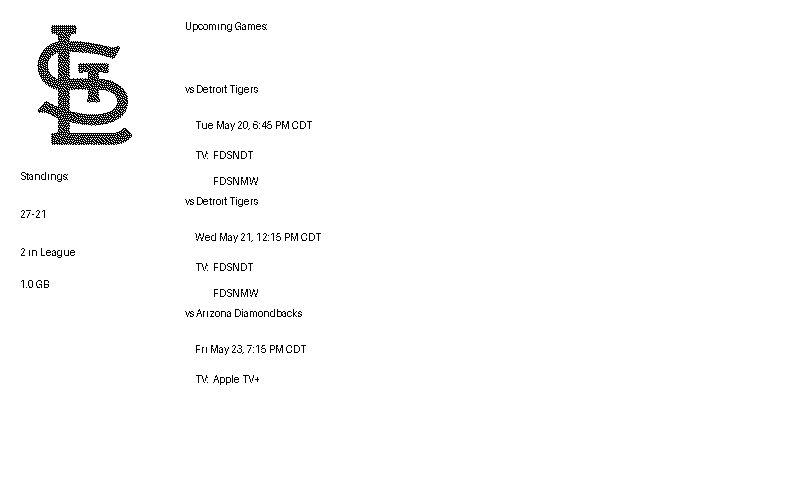 StL
Standings:
27-21
2 in League
1.0 GB
Upcoming Games:
vs Detroit Tigers
Tue May 20, 6:45 PM CDT
TV: FDSNDT
FDSNMW
vs Detroit Tigers
Wed May 21, 12:15 PM CDT
TV: FDSNDT
FDSNMW
vs Arizona Diamondbacks
Fri May 23, 7:15 PM CDT
TV: Apple TV+